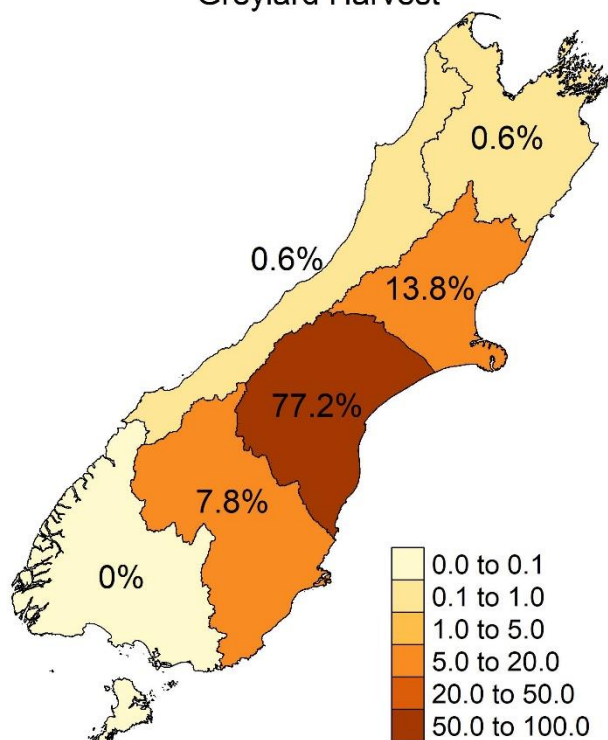 Greylard Harvest
0.6%
0.6%
13.8%
77.2%
7.8%
0%
0.0 to 0.1
0.1 to 1.0
1.0 to 5.0
5.0 to 20.0
20.0 to 50.0
50.0 to 100.0